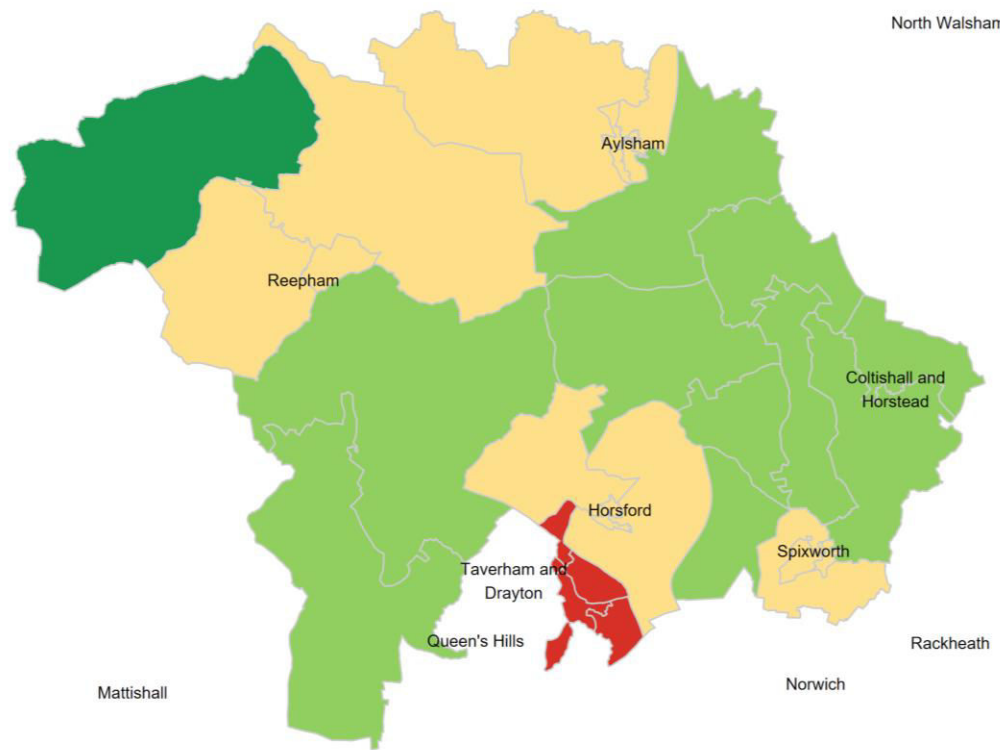 North Walsham
Aylsham
Reepham
Coltishall and
Horstead
Horsford
Spixworth
Taverham and
Drayton
Queen's Hills
Rackheath
Norwich
Mattishall